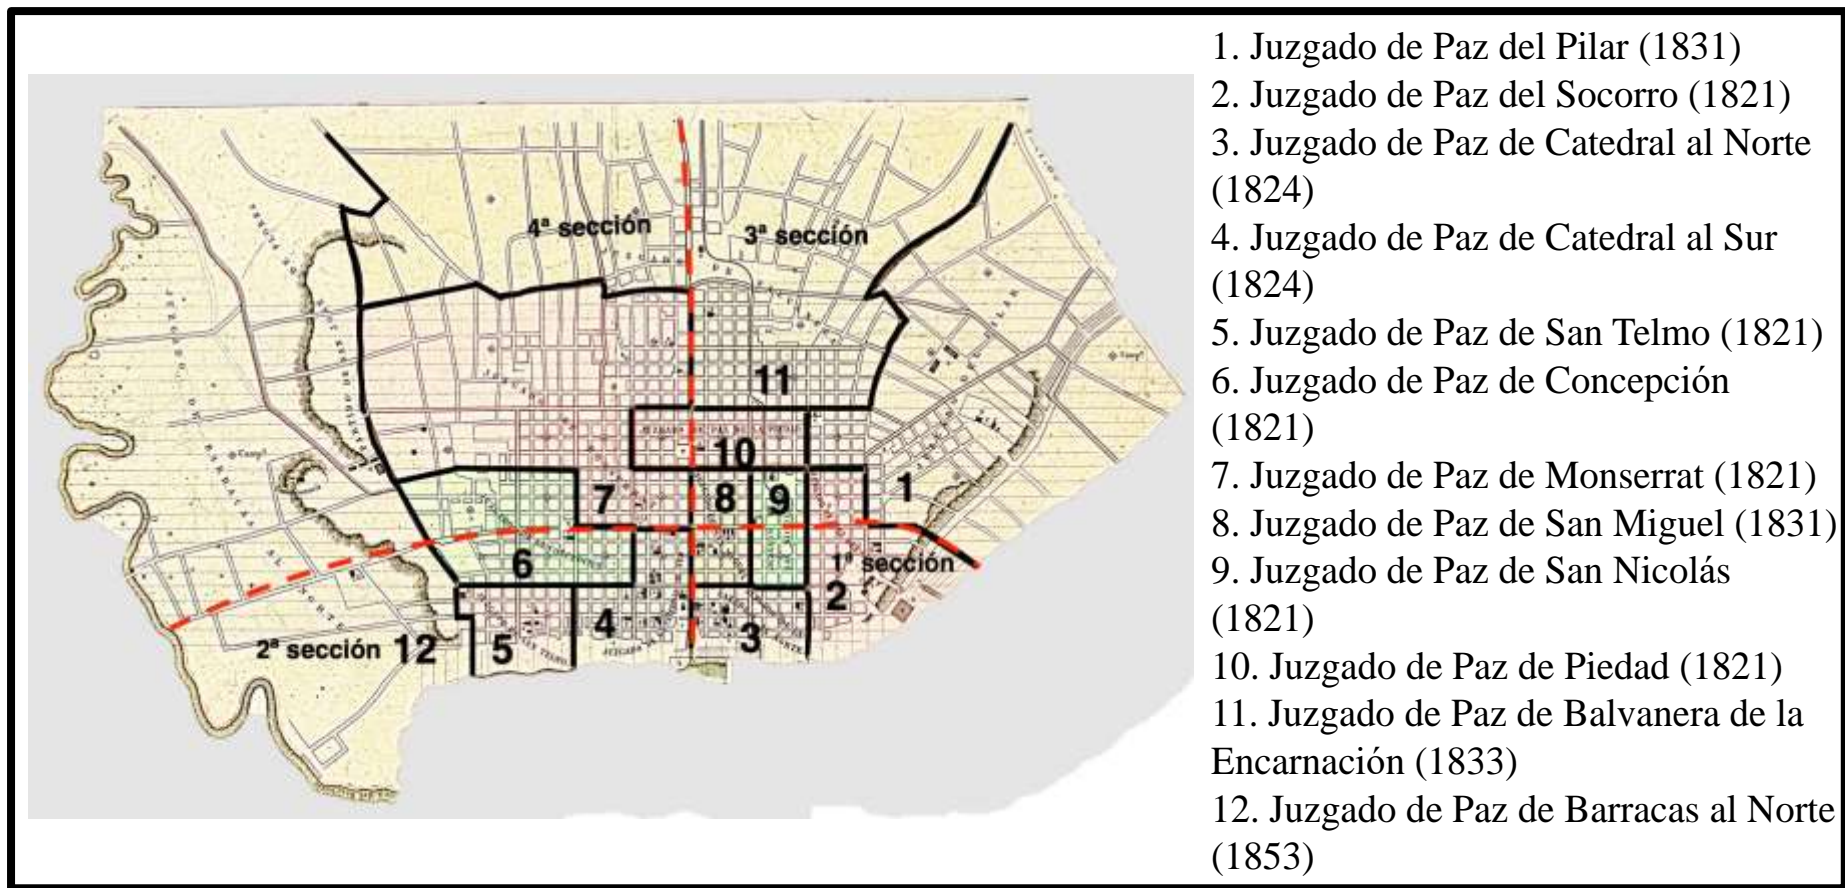 1. Juzgado de Paz del Pilar (1831)
2. Juzgado de Paz del Socorro (1821)
3. Juzgado de Paz de Catedral al Norte
(1824)
4. Juzgado de Paz de Catedral al Sur
(1824)
5. Juzgado de Paz de San Telmo (1821)
6. Juzgado de Paz de Concepción
(1821)
7. Juzgado de Paz de Monserrat (1821)
8. Juzgado de Paz de San Miguel (1831)
9. Juzgado de Paz de San Nicolás
(1821)
10. Juzgado de Paz de Piedad (1821)
11. Juzgado de Paz de Balvanera de la
Encarnación (1833)
12. Juzgado de Paz de Barracas al Norte
(1853)
4ª sección
3ª sección
11
10
7
8
9
1
6
1ª sección
2
2ª sección
12
5
4
3
JUZGADO DE
BARRACAS AL
NORTE